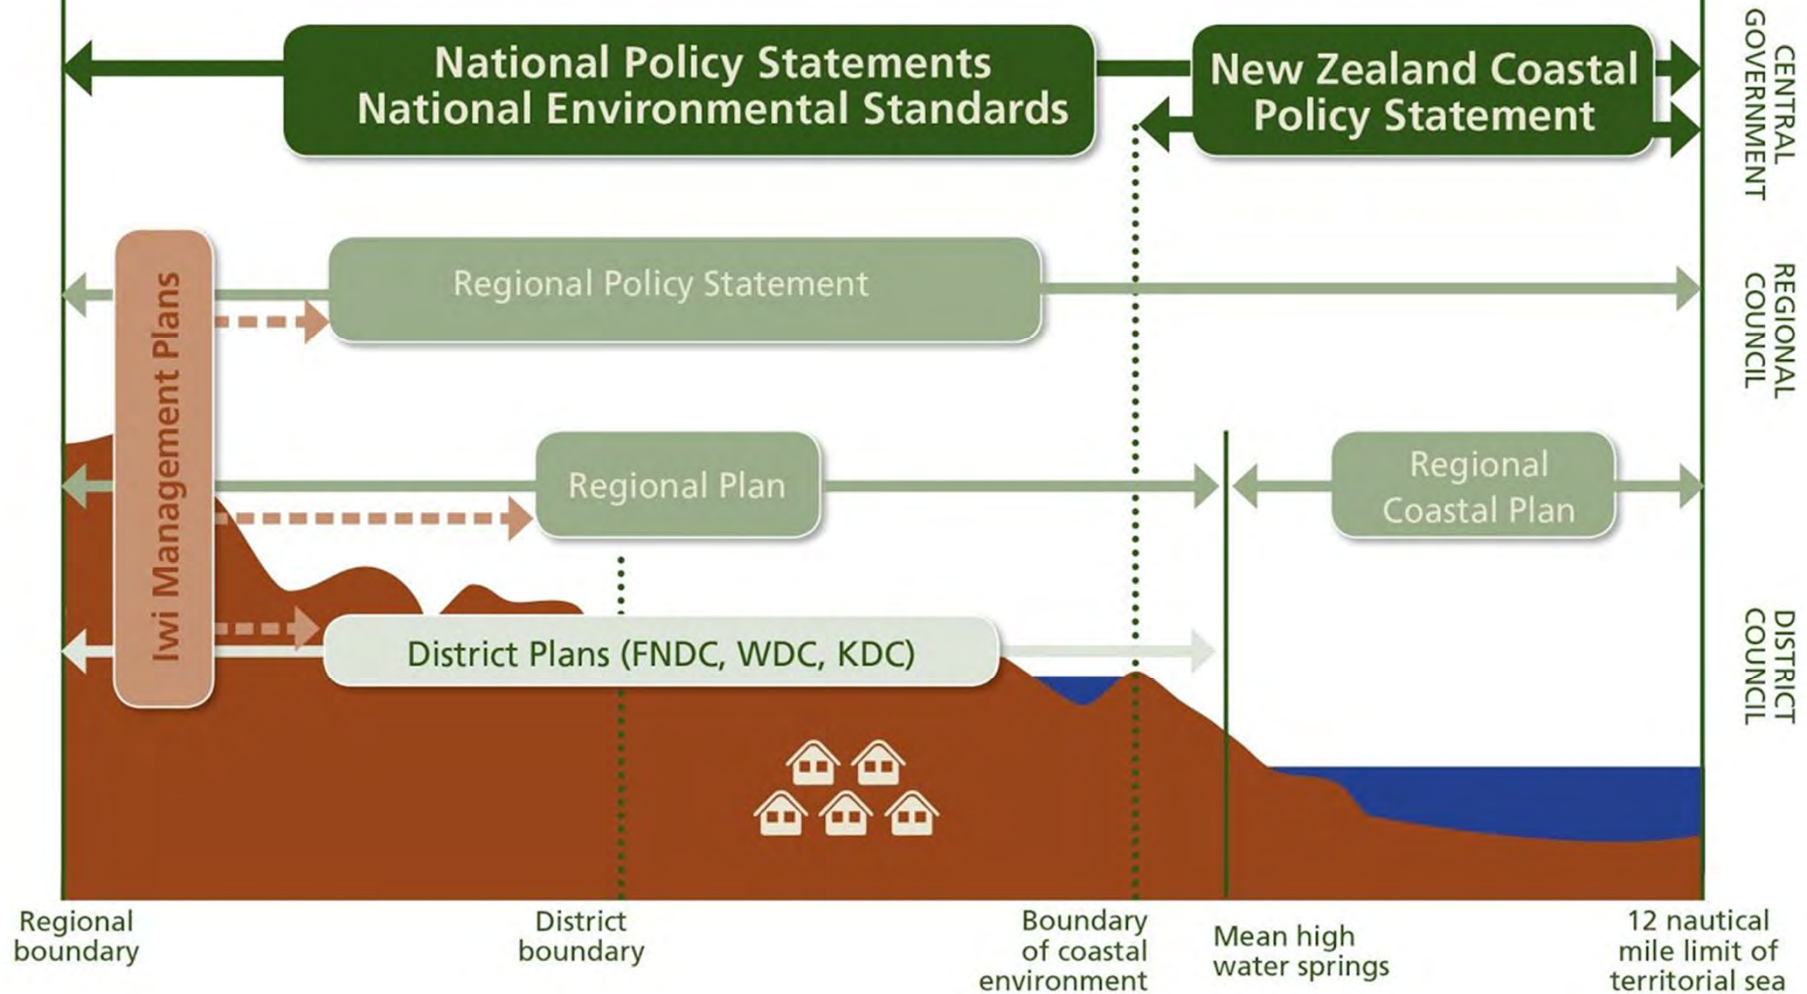 National Policy Statements
National Environmental Standards
New Zealand Coastal
Policy Statement
CENTRAL
GOVERNMENT
Regional Policy Statement
REGIONAL
COUNCIL
Iwi Management Plans
Regional Plan
Regional
Coastal Plan
District Plans (FNDC, WDC, KDC)
DISTRICT
COUNCIL
Regional
boundary
District
boundary
Boundary
of coastal
environment
Mean high
water springs
12 nautical
mile limit of
territorial sea